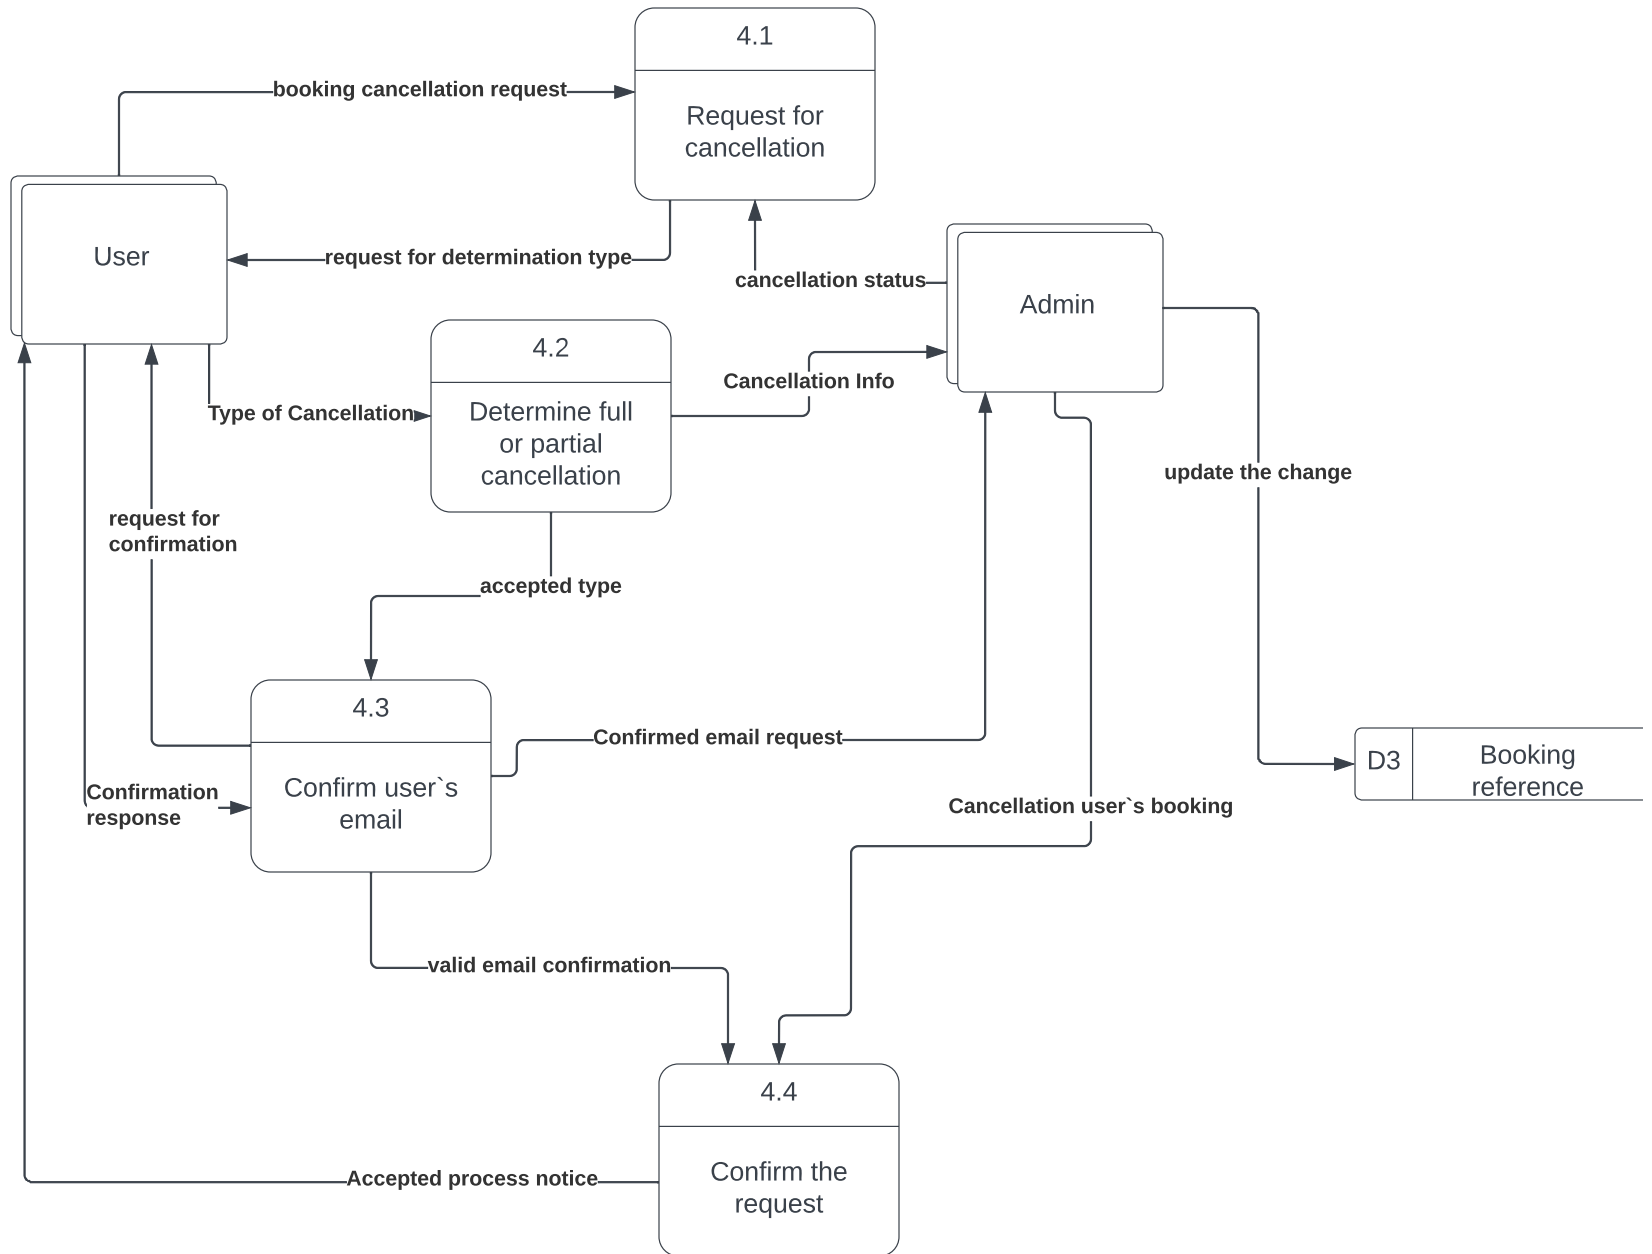 4.1
booking cancellation request
Request for
cancellation
User
request for determination type
cancellation status
Admin
4.2
Cancellation Info
Type of Cancellation
Determine full
or partial
cancellation
update the change
request for
confirmation
accepted type
4.3
Confirmed email request
D3
Booking
reference
Confirm user`s
email
Confirmation
response
Cancellation user`s booking
valid email confirmation
4.4
Confirm the
request
Accepted process notice